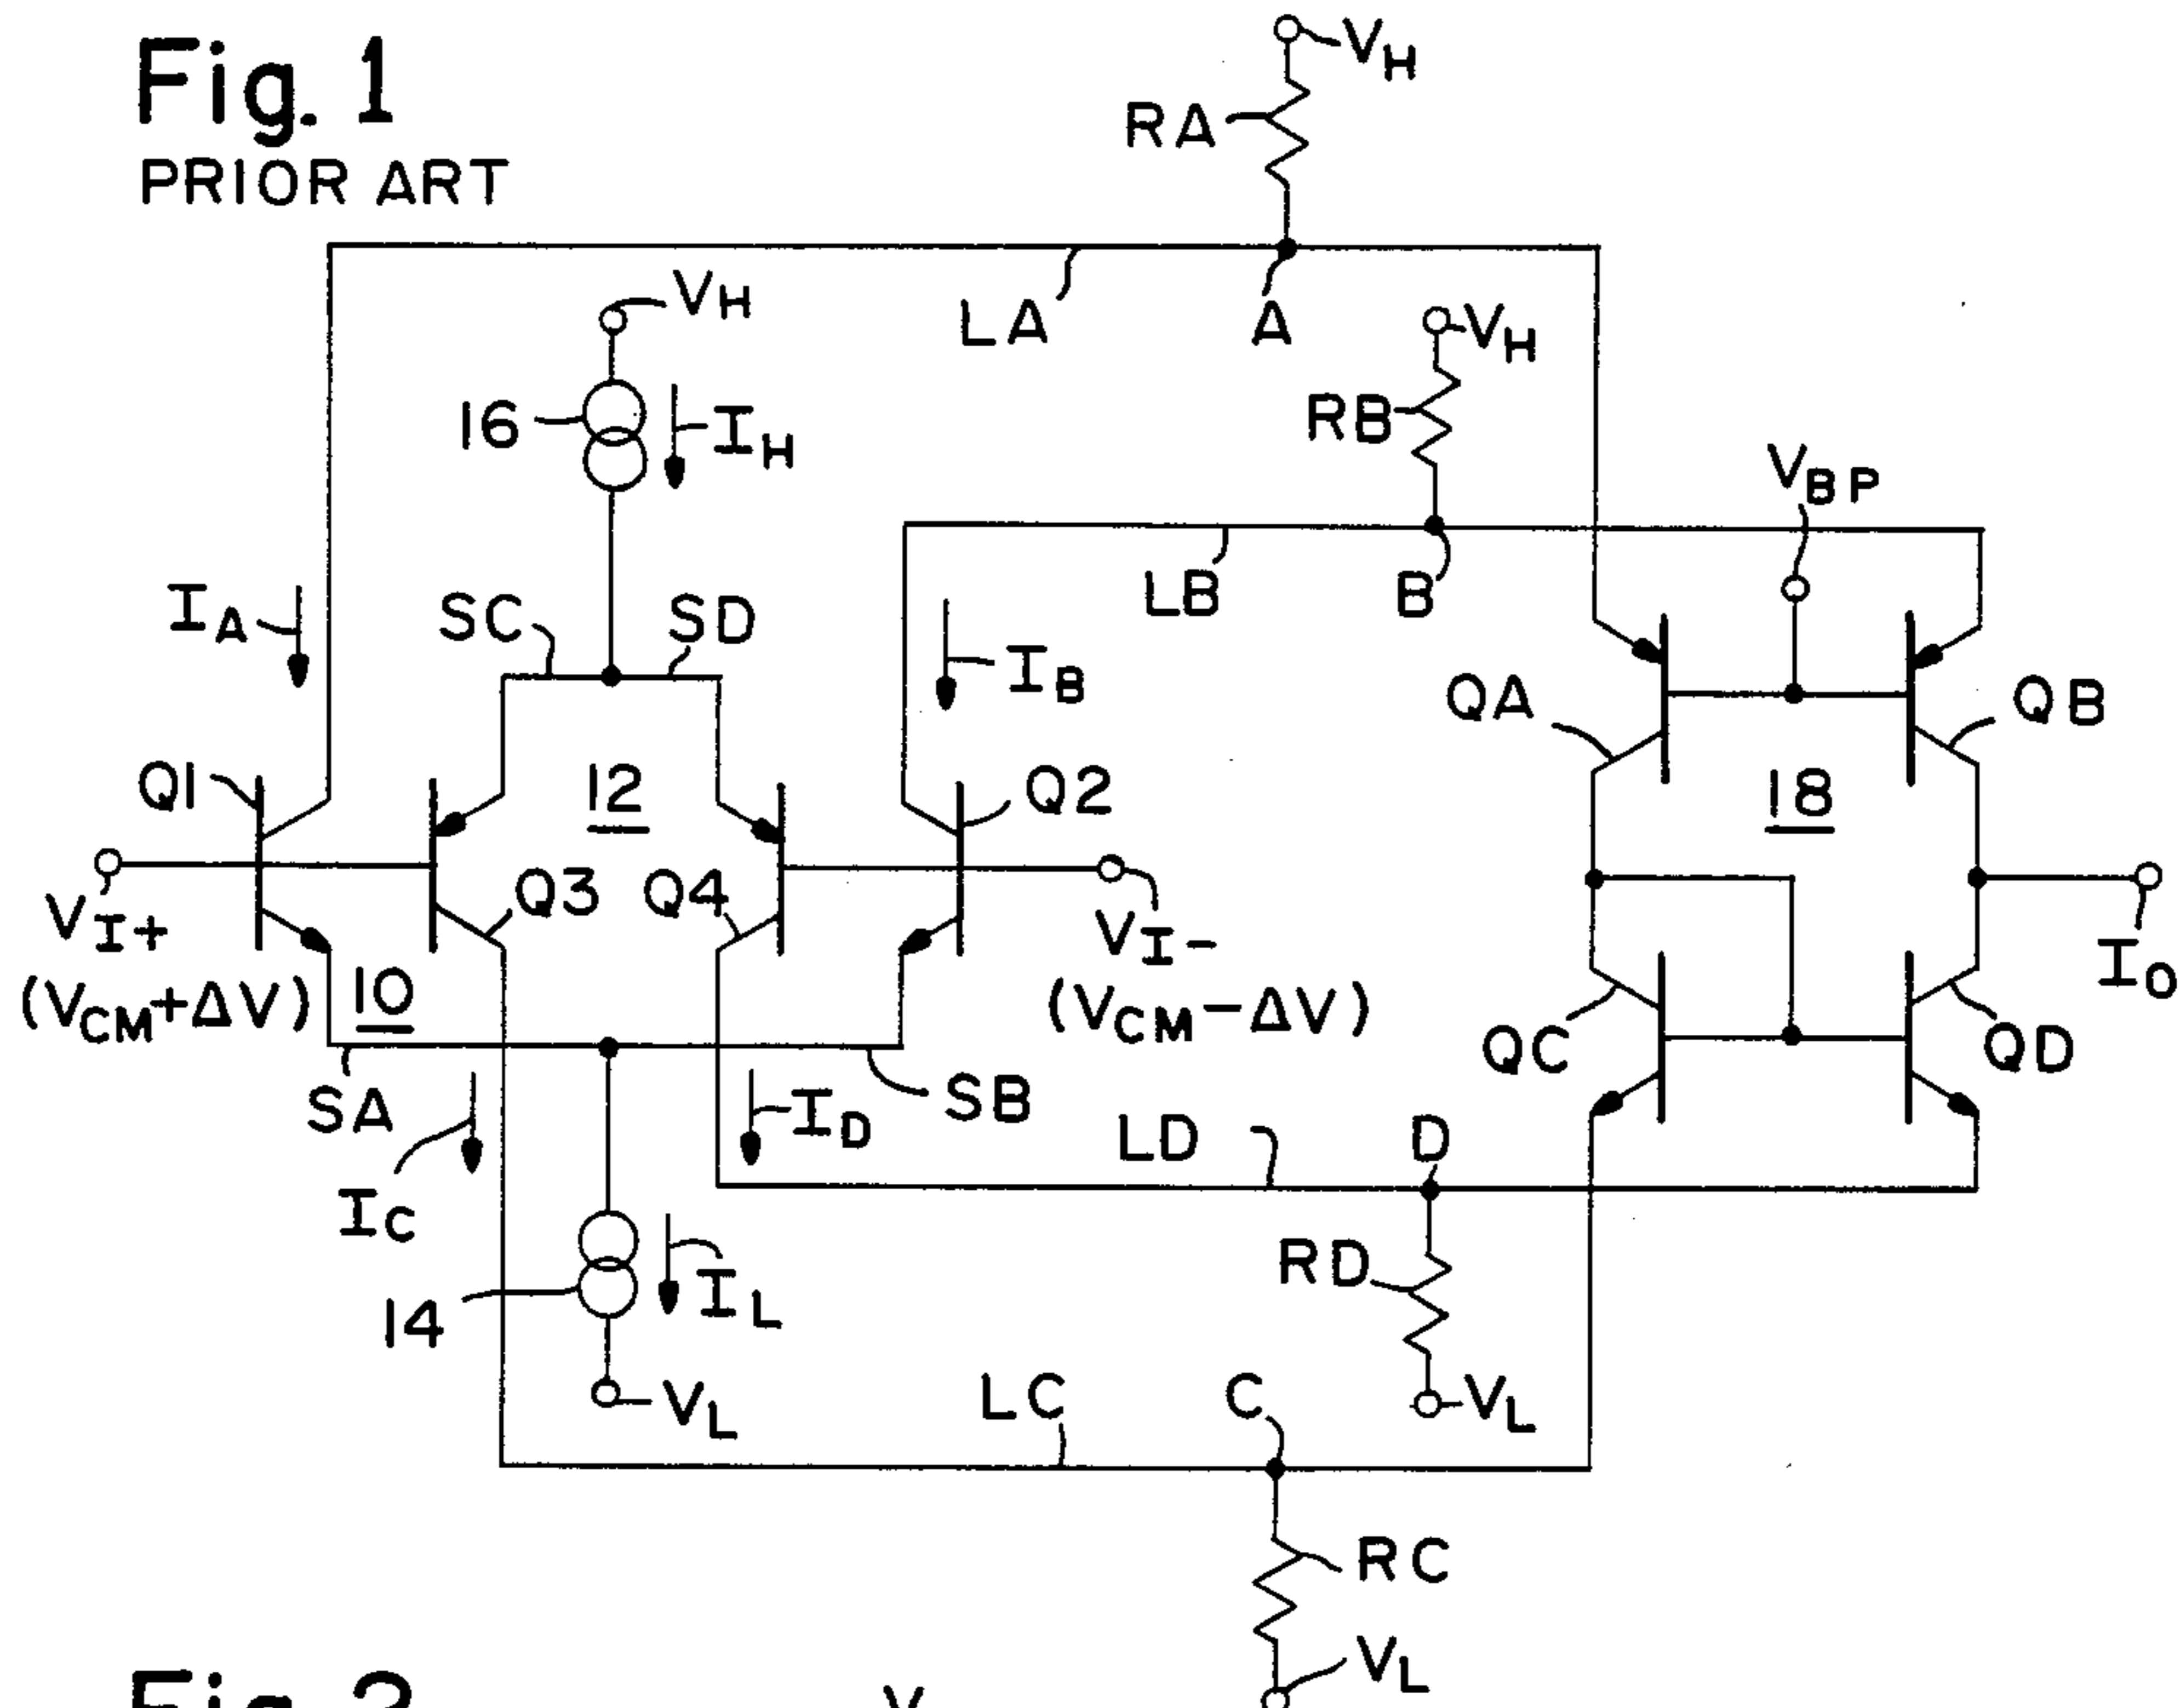 Fig. 1
PRIOR ART
VH
RA
LA
A
VH
VH
16
IH
RB
VBP
LB
B
IA
SC
SD
IB
QA
QB
Q1
12
Q2
18
Q3
Q4
VI+
(VCM+ΔV)
10
VI-
(VCM-ΔV)
IO
QC
QD
SA
ID
SB
LD
D
IC
RD
14
IL
VL
LC
C
VL
RC
VL